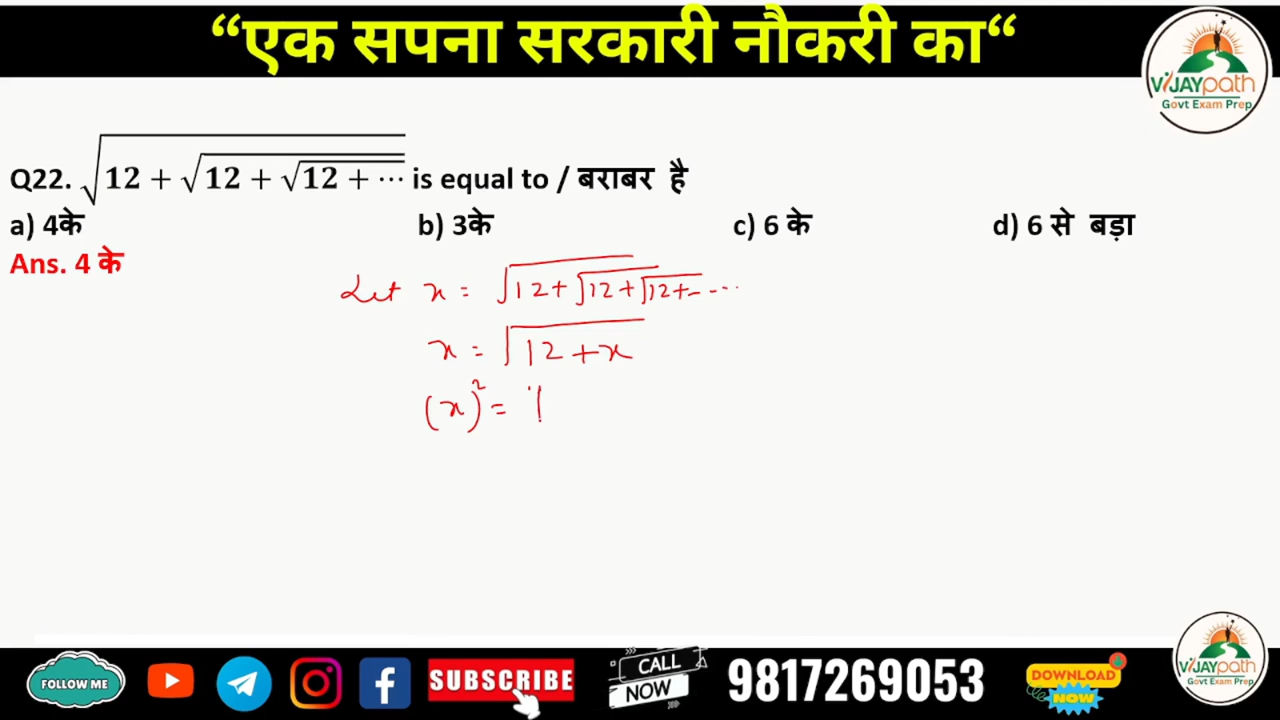 “एक सपना सरकारी नौकरी का“
VIJAYpath
Govt Exam Prep
Q22. √12 + √12 + √12 + ⋯ is equal to / बराबर है
a) 4के b) 3के c) 6 के d) 6 से बड़ा
Ans. 4 के
Let x = √12+√12+√12+-----
x = √12+x
(x)² = 1
FOLLOW ME
SUBSCRIBE
CALL
NOW
9817269053
DOWNLOAD
NOW
VIJAYpath
Govt Exam Prep